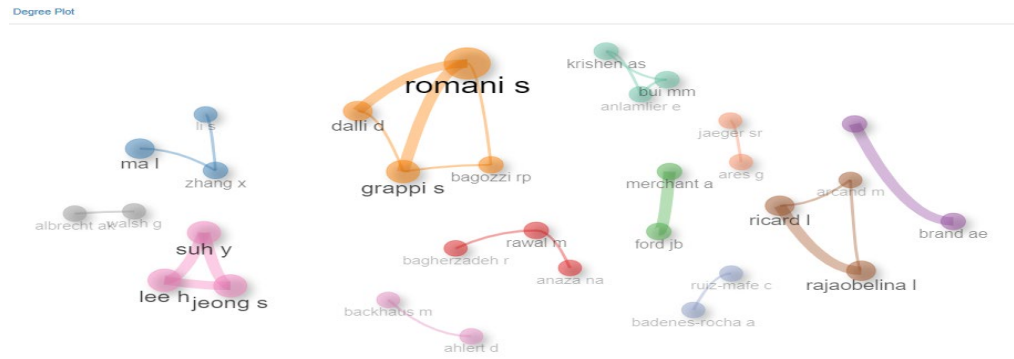 Degree Plot
krishen as
romani s
bui mm
anlamlier e
li s
dalli d
jaeger sr
ma l
grappi s
bagozzi rp
ares g
zhang x
merchant a
arcand m
albrecht ak
walsh g
ricard l
brand ae
suh y
rawal m
ford jb
bagherzadeh r
anaza na
ruiz-mafe c
rajaobelina l
lee h
jeong s
backhaus m
badenes-rocha a
ahlert d